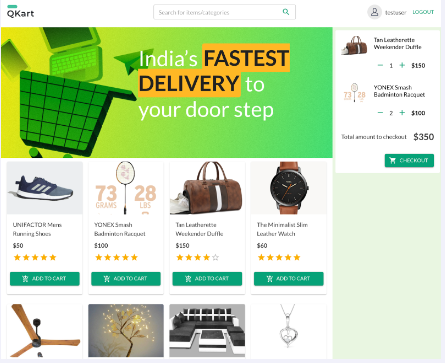 QKart
Search for items/categories
testuser
LOGOUT
India's FASTEST
DELIVERY to
your door step
Tan Leatherette
Weekender Duffle
1
$150
YONEX Smash
Badminton Racquet
2
$100
Total amount to checkout
$350
CHECKOUT
73
GRAMS
28
LBS
UNIFACTOR Mens
Running Shoes
$50
ADD TO CART
YONEX Smash
Badminton Racquet
$100
ADD TO CART
Tan Leatherette
Weekender Duffle
$150
ADD TO CART
The Minimalist Slim
Leather Watch
$60
ADD TO CART